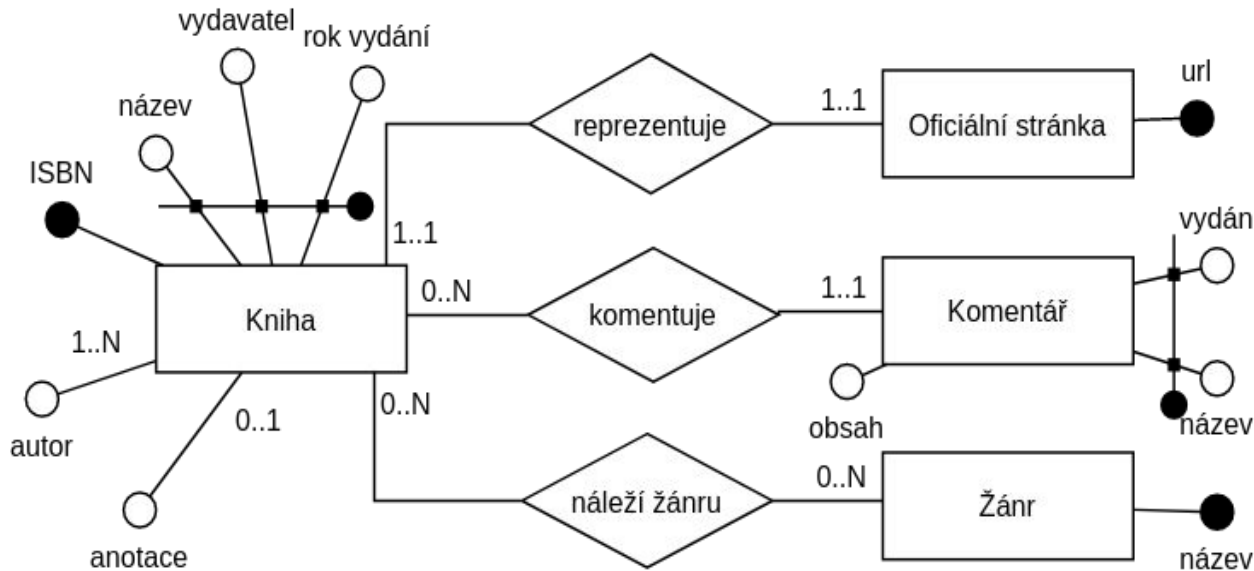 vydavatel
rok vydání
název
ISBN
reprezentuje
1..1
Oficiální stránka
url
1..1
0..N
Kniha
komentuje
1..1
Komentář
vydán
1..N
autor
0..1
0..N
obsah
název
anotace
náleží žánru
0..N
Žánr
název